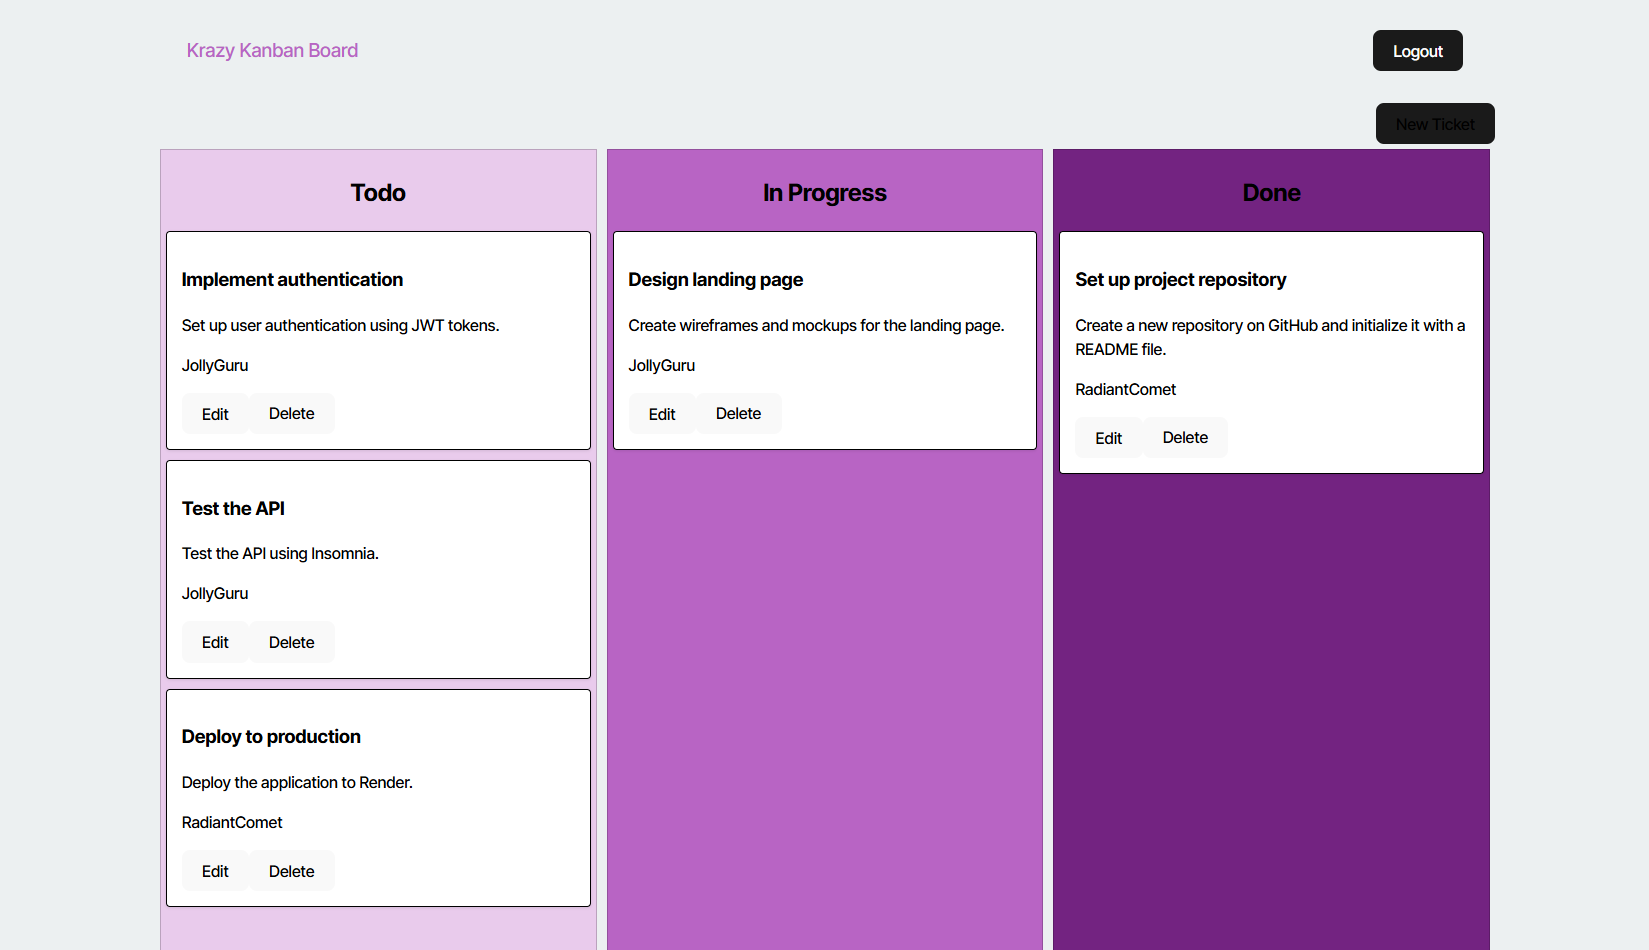 Krazy Kanban Board
Logout
New Ticket
Todo
Implement authentication
Set up user authentication using JWT tokens.
JollyGuru
Edit Delete
Test the API
Test the API using Insomnia.
JollyGuru
Edit Delete
Deploy to production
Deploy the application to Render.
RadiantComet
Edit Delete
In Progress
Design landing page
Create wireframes and mockups for the landing page.
JollyGuru
Edit Delete
Done
Set up project repository
Create a new repository on GitHub and initialize it with a
README file.
RadiantComet
Edit Delete